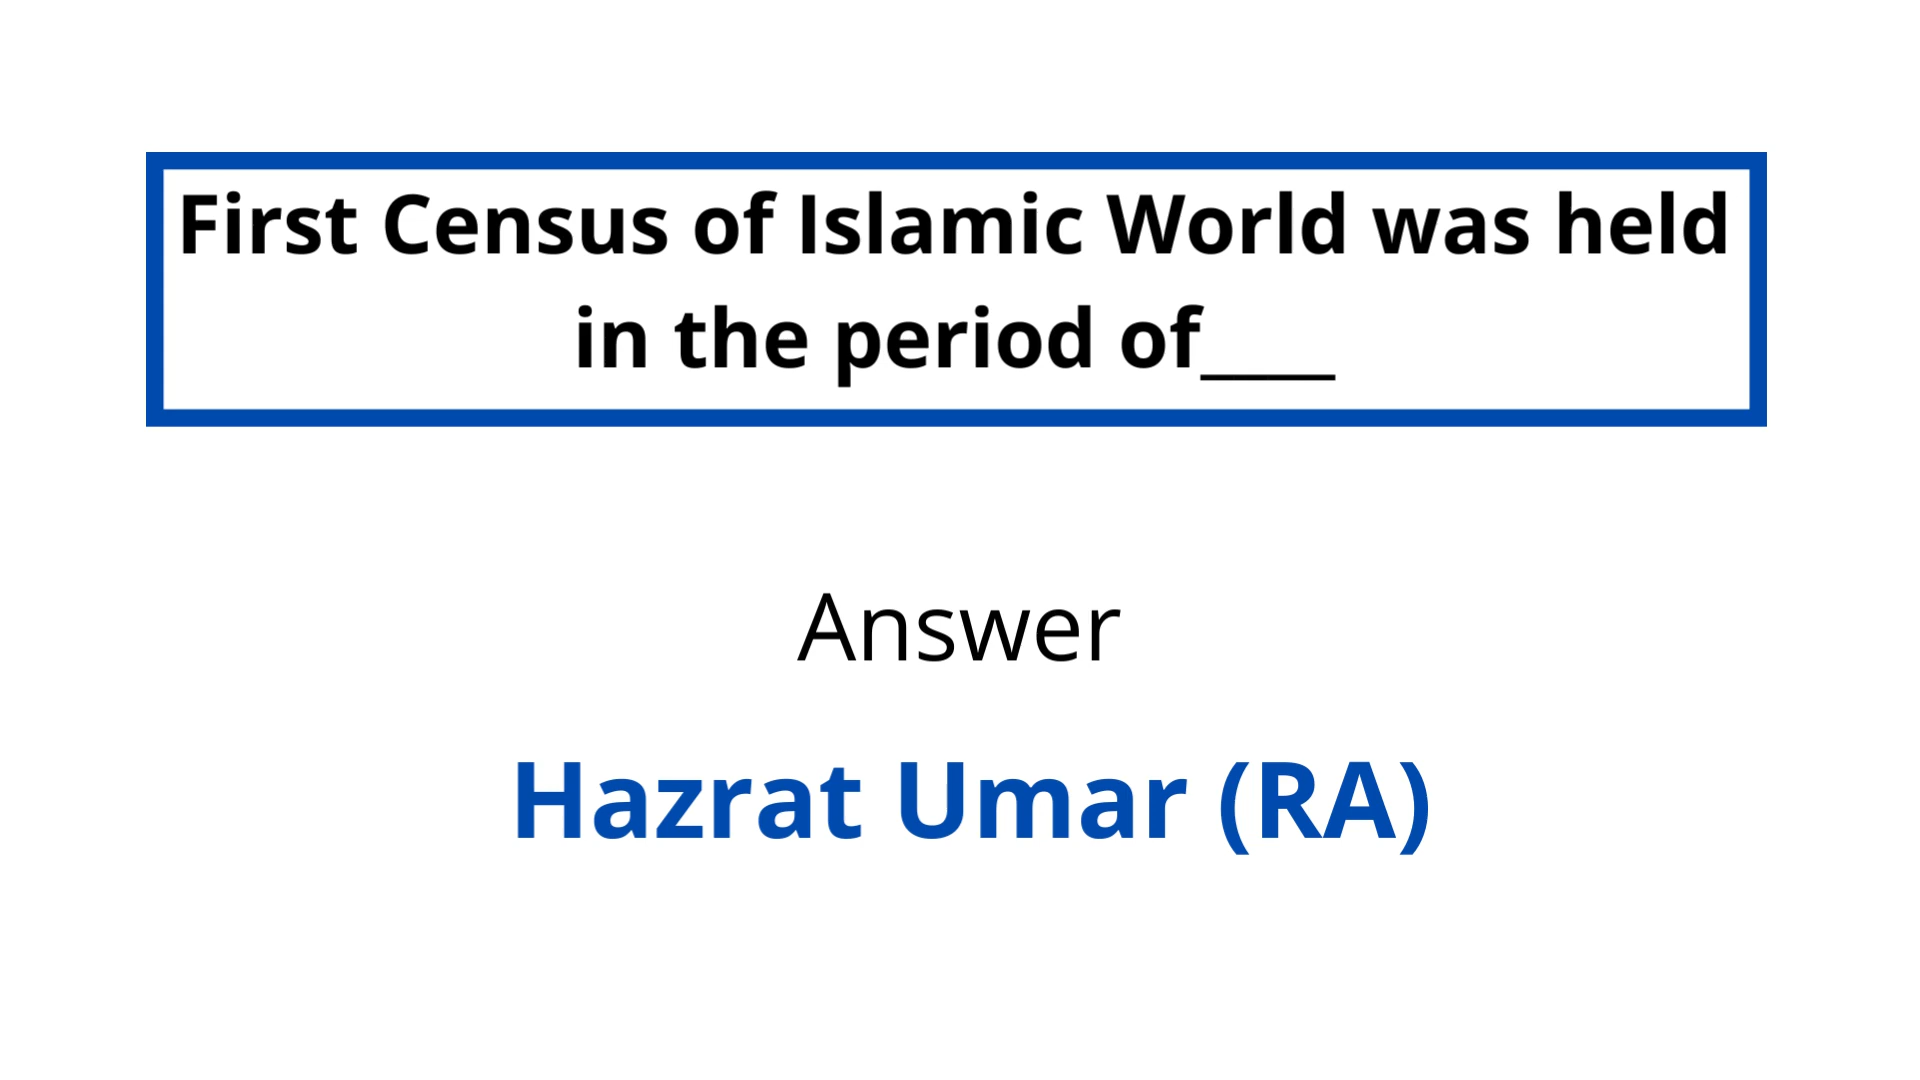 First Census of Islamic World was held
in the period of____
Answer
Hazrat Umar (RA)